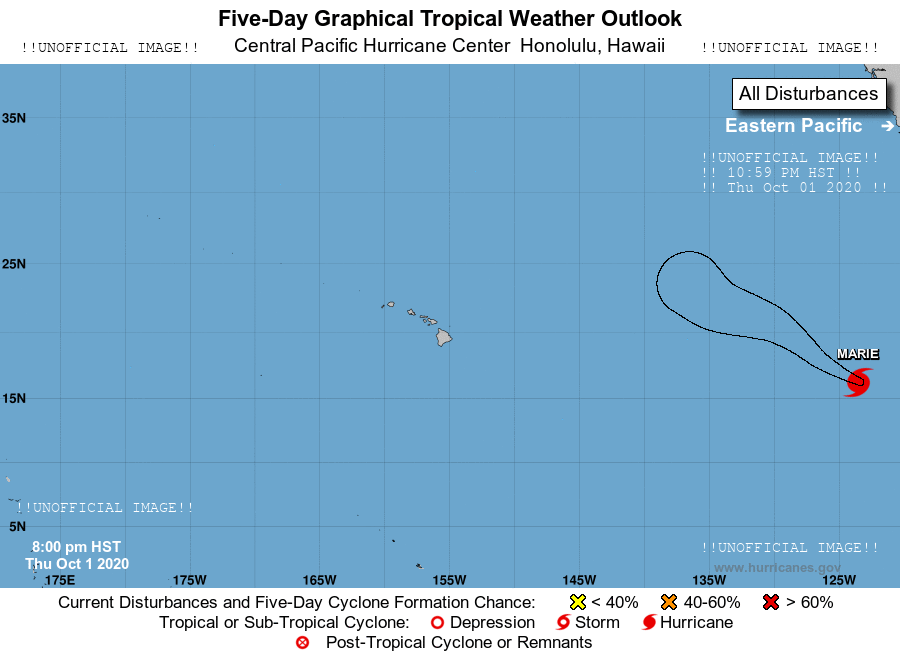 Five-Day Graphical Tropical Weather Outlook
!!UNOFFICIAL IMAGE!! Central Pacific Hurricane Center Honolulu, Hawaii !!UNOFFICIAL IMAGE!!
All Disturbances
35N
Eastern Pacific →
!!UNOFFICIAL IMAGE!!
!! 10:59 PM HST !!
!! Thu Oct 01 2020 !!
25N
MARIE
15N
!!UNOFFICIAL IMAGE!!
5N
8:00 pm HST
Thu Oct 1 2020
!!UNOFFICIAL IMAGE!!
www.hurricanes.gov
175E 175W 165W 155W 145W 135W 125W
Current Disturbances and Five-Day Cyclone Formation Chance: < 40% 40-60% > 60%
Tropical or Sub-Tropical Cyclone: Depression Storm Hurricane
Post-Tropical Cyclone or Remnants